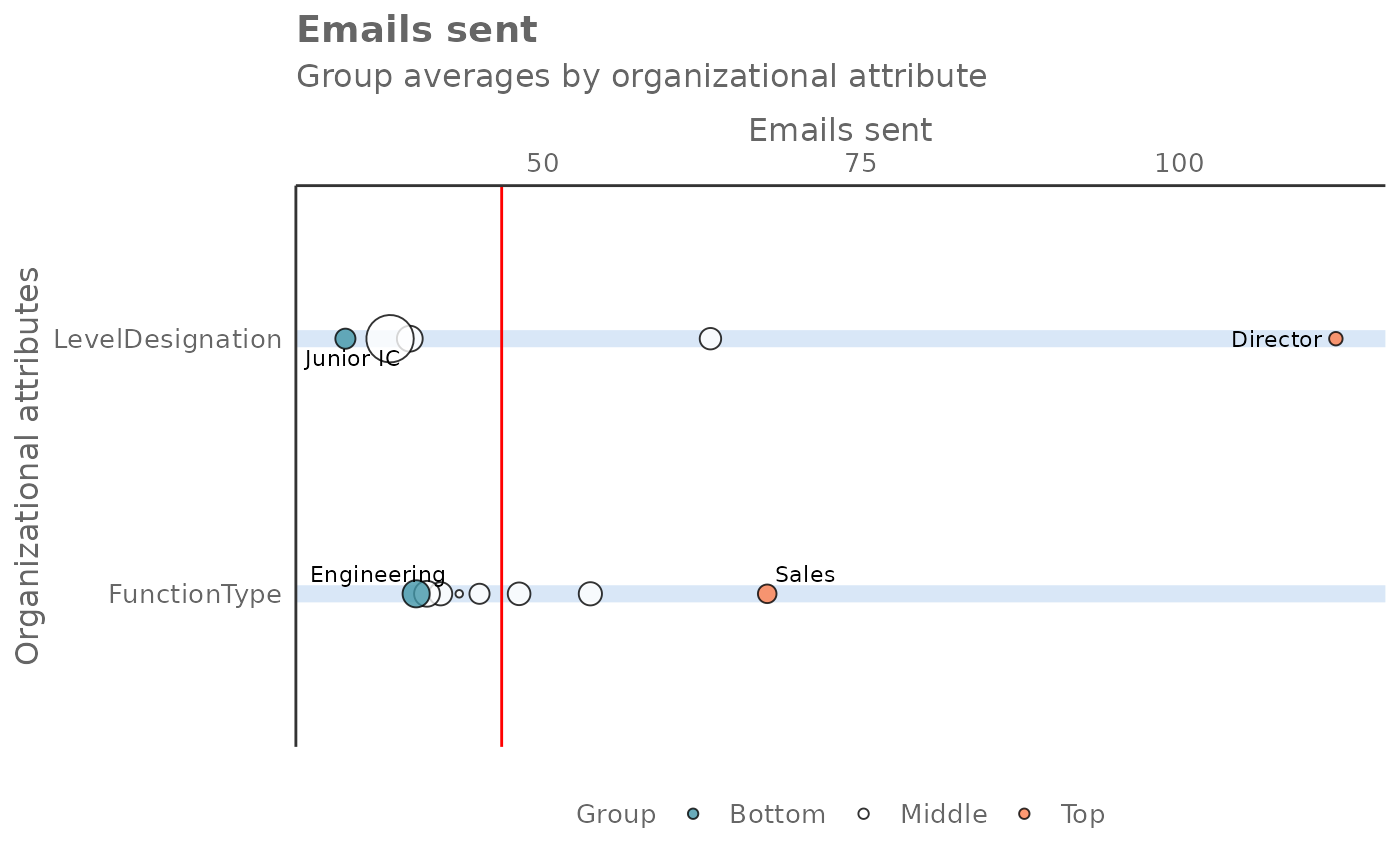 Emails sent
Group averages by organizational attribute
Emails sent
50 75 100
Organizational attributes
LevelDesignation
Junior IC
Director
Engineering
Sales
FunctionType
Group Bottom Middle Top